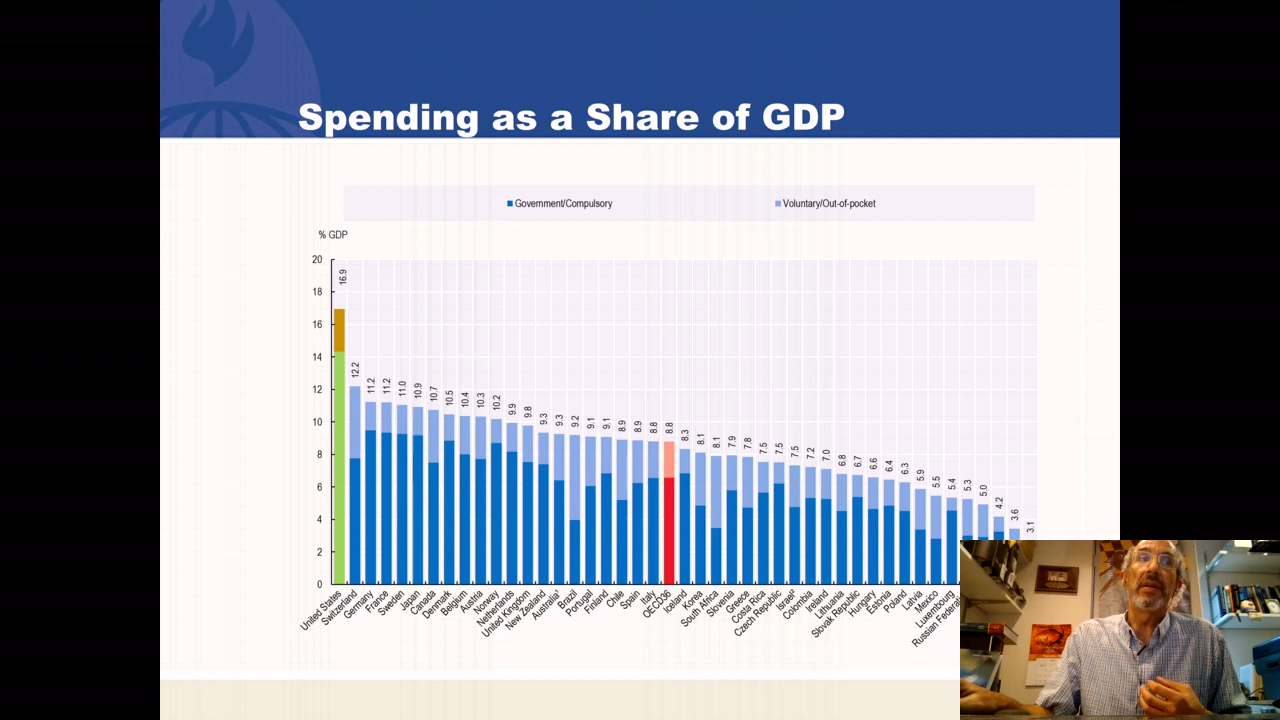 Spending as a Share of GDP
Government/Compulsory Voluntary/Out-of-pocket
% GDP
20
18
16
14
12
10
8
6
4
2
0
16.9 12.2 11.2 11.2 11.0 10.9 10.7 10.5 10.4 10.3 10.2 9.9 9.8 9.3 9.3 9.2 9.1 9.1 8.9 8.9 8.8 8.8 8.3 8.1 8.1 7.9 7.8 7.5 7.5 7.5 7.2 7.0 6.8 6.7 6.6 6.4 6.3 5.9 5.5 5.4 5.3 5.0 4.2 3.6 3.1
United States
Switzerland
Germany
France
Sweden
Japan
Canada
Denmark
Belgium
Austria
Norway
Netherlands
United Kingdom
New Zealand
Australia¹
Brazil
Portugal
Finland
Chile
Spain
Italy
OECD36
Iceland
Korea
South Africa
Slovenia
Greece
Costa Rica
Czech Republic
Israel²
Colombia
Ireland
Lithuania
Slovak Republic
Hungary
Estonia
Poland
Latvia
Mexico
Luxembourg
Russian Federat